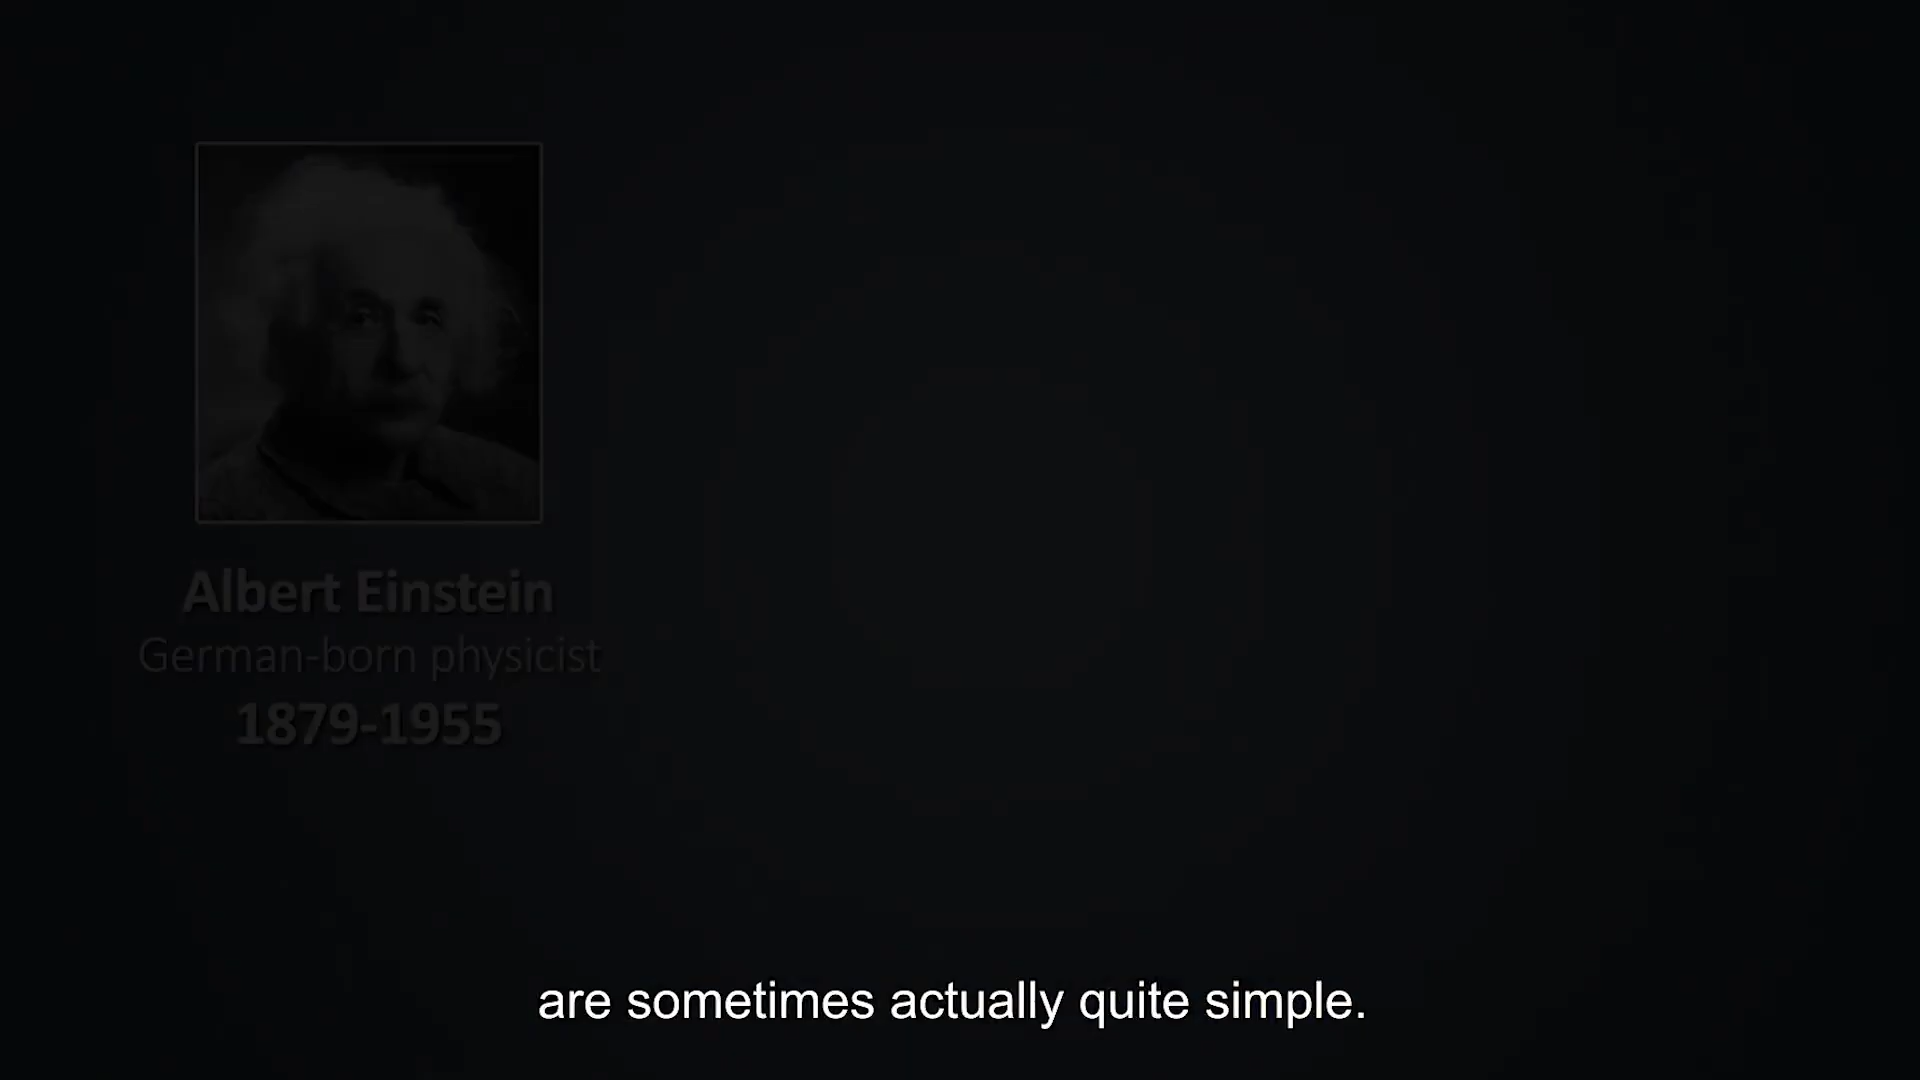 Albert Einstein
German-born physicist
1879-1955
are sometimes actually quite simple.